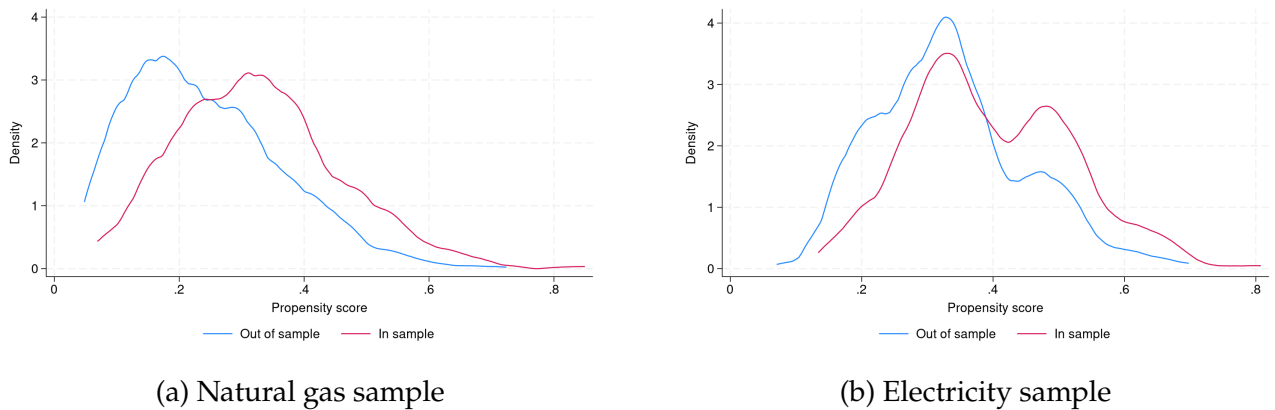 4
3
2
1
0
Density
0 .2 .4 .6 .8
Propensity score
Out of sample In sample
(a) Natural gas sample
4
3
2
1
0
Density
0 .2 .4 .6 .8
Propensity score
Out of sample In sample
(b) Electricity sample